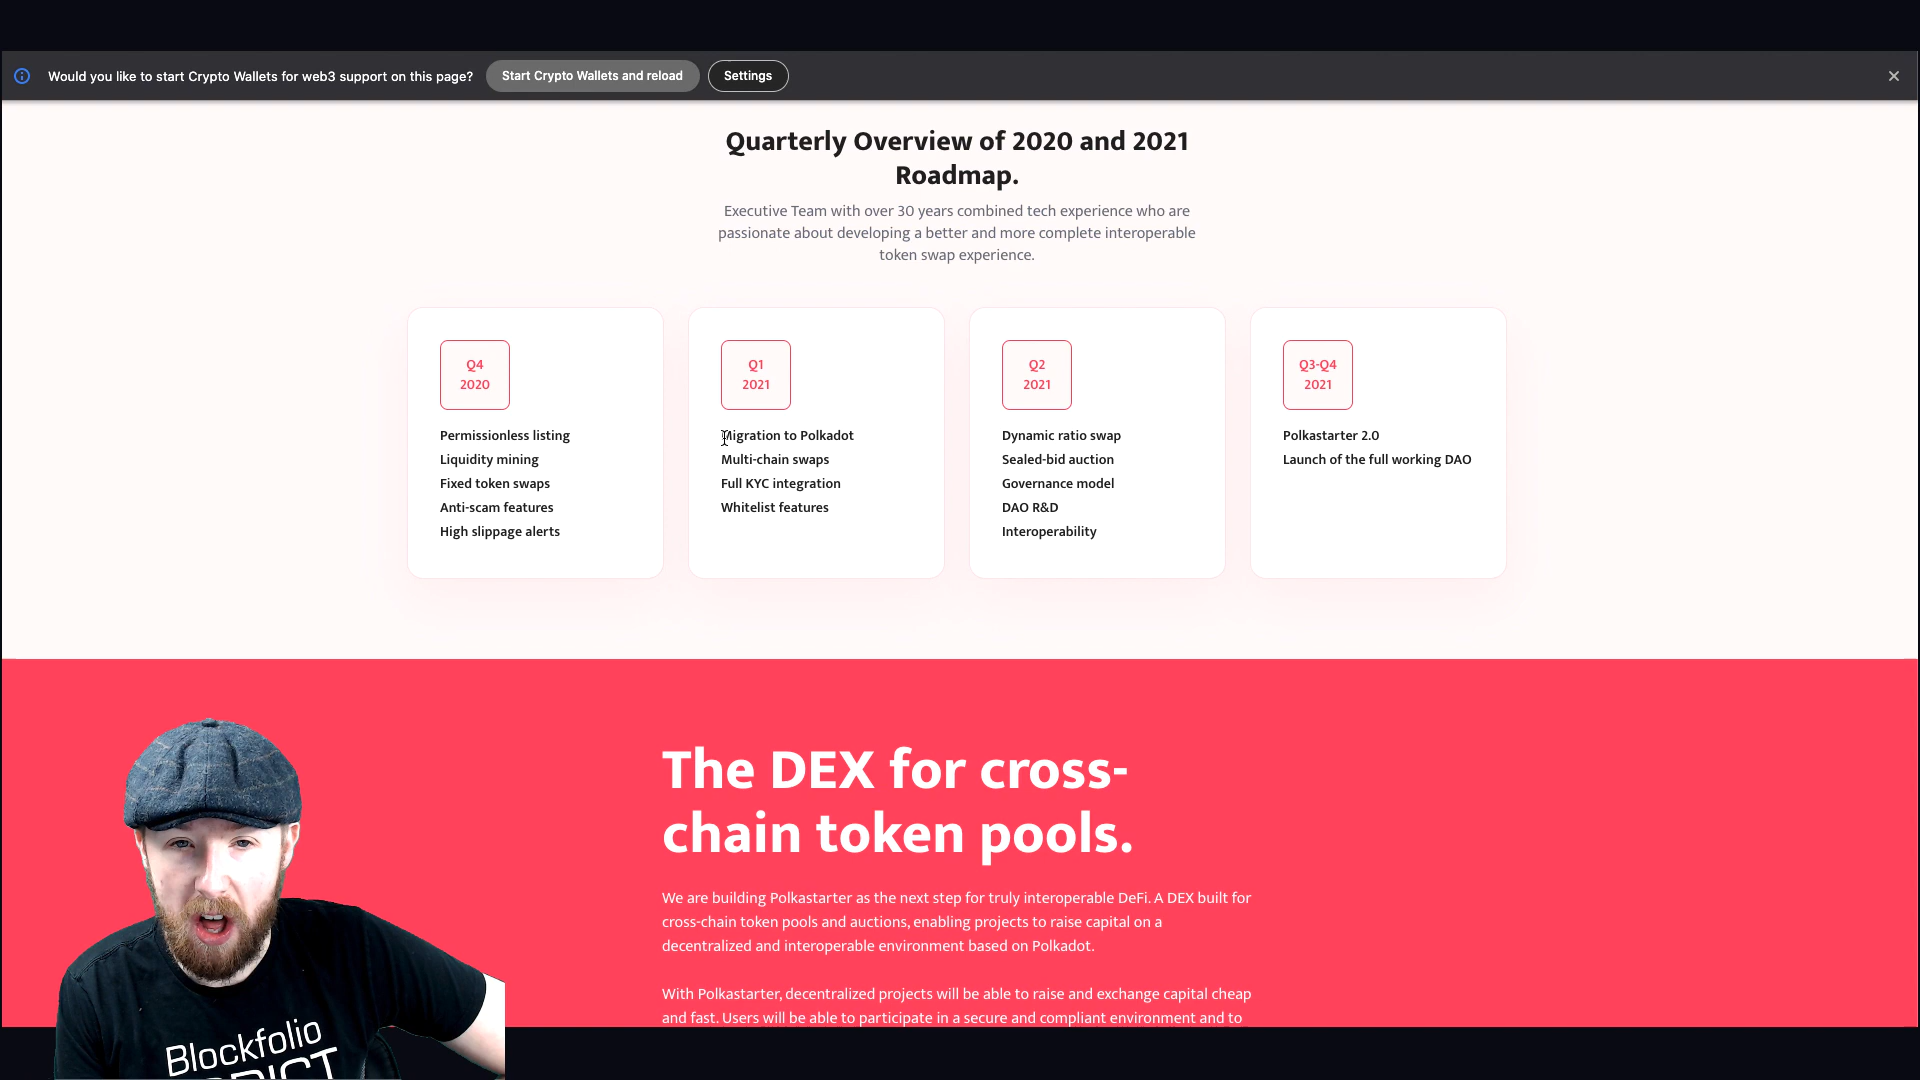 Would you like to start Crypto Wallets for web3 support on this page?
Start Crypto Wallets and reload
Settings
Quarterly Overview of 2020 and 2021
Roadmap.
Executive Team with over 30 years combined tech experience who are
passionate about developing a better and more complete interoperable
token swap experience.
Q4
2020
Permissionless listing
Liquidity mining
Fixed token swaps
Anti-scam features
High slippage alerts
Q1
2021
Migration to Polkadot
Multi-chain swaps
Full KYC integration
Whitelist features
Q2
2021
Dynamic ratio swap
Sealed-bid auction
Governance model
DAO R&D
Interoperability
Q3-Q4
2021
Polkastarter 2.0
Launch of the full working DAO
The DEX for cross-
chain token pools.
We are building Polkastarter as the next step for truly interoperable DeFi. A DEX built for
cross-chain token pools and auctions, enabling projects to raise capital on a
decentralized and interoperable environment based on Polkadot.
With Polkastarter, decentralized projects will be able to raise and exchange capital cheap
and fast. Users will be able to participate in a secure and compliant environment and to
Blockfolio